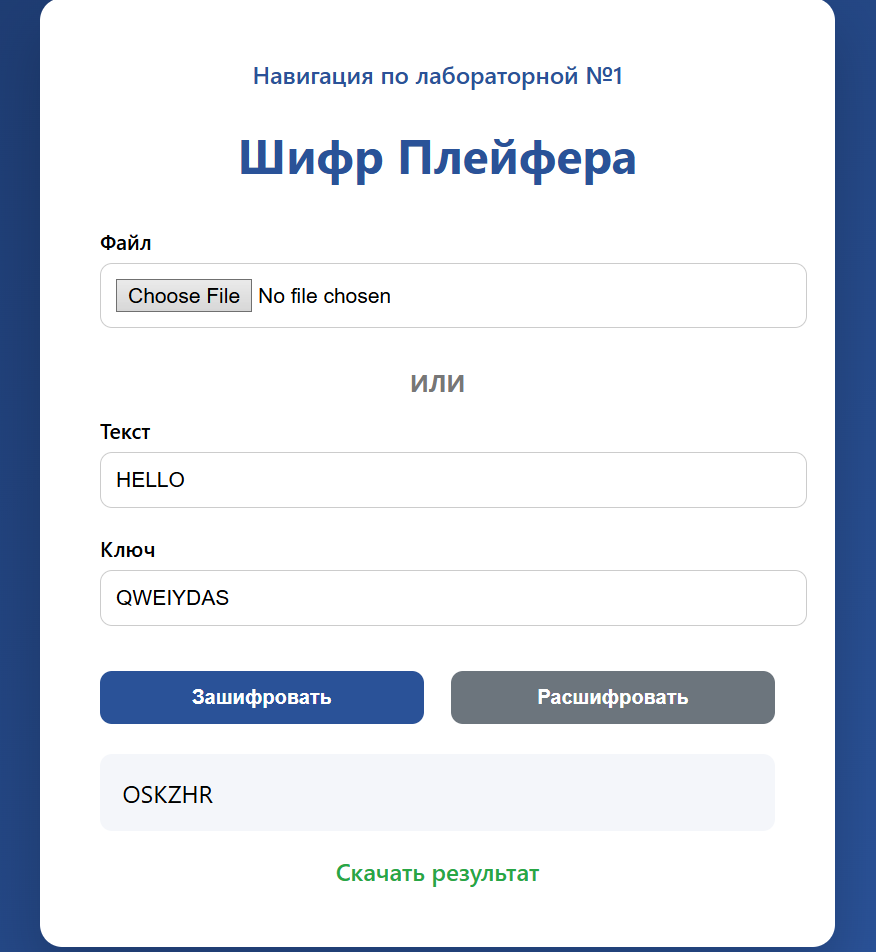 Навигация по лабораторной №1
Шифр Плейфера
Файл
Choose File No file chosen
ИЛИ
Текст
HELLO
Ключ
QWEIYDAS
Зашифровать Расшифровать
OSKZHR
Скачать результат